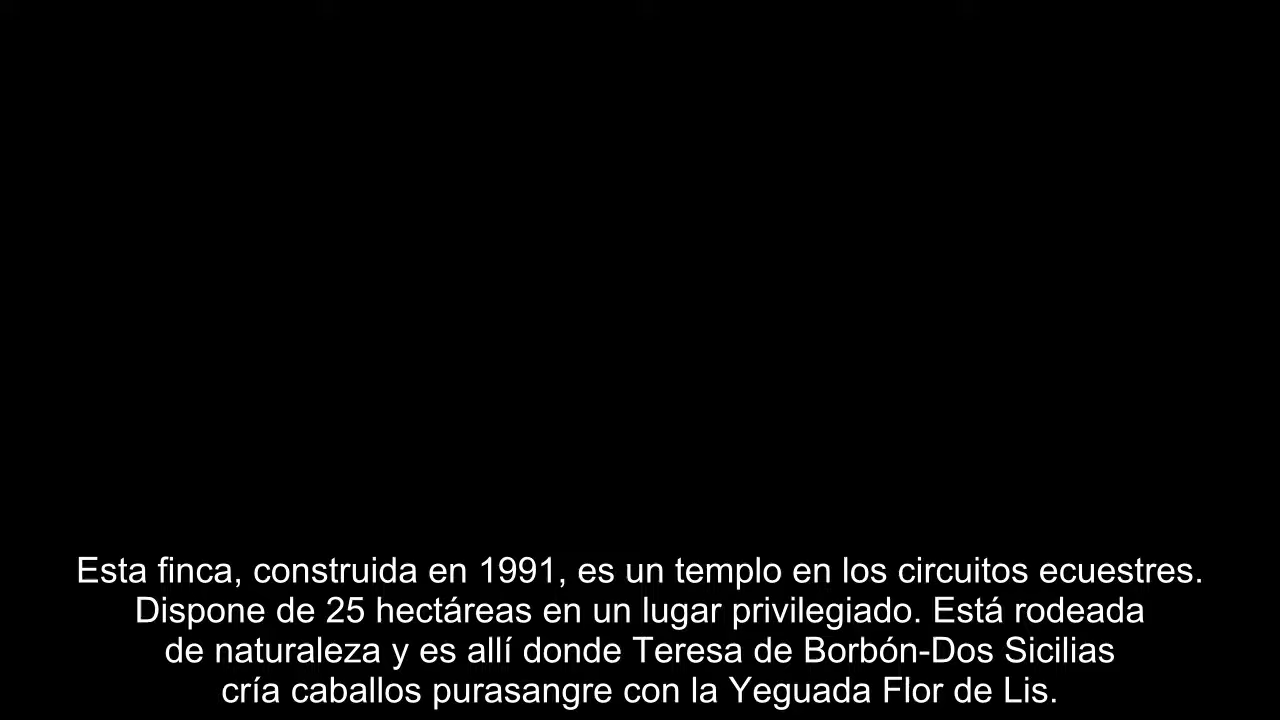 Esta finca, construida en 1991, es un templo en los circuitos ecuestres.
Dispone de 25 hectáreas en un lugar privilegiado. Está rodeada
de naturaleza y es allí donde Teresa de Borbón-Dos Sicilias
cría caballos purasangre con la Yeguada Flor de Lis.